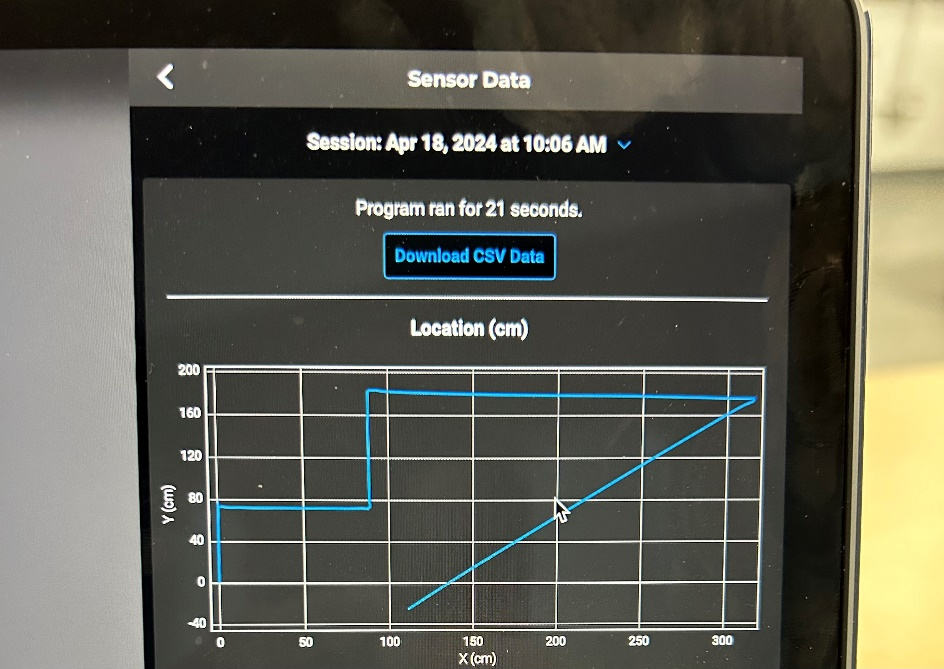 Sensor Data
Session: Apr 18, 2024 at 10:06 AM
Program ran for 21 seconds.
Download CSV Data
Location (cm)
200
160
120
80
40
0
-40
Y (cm)
0 50 100 150 200 250 300
X (cm)